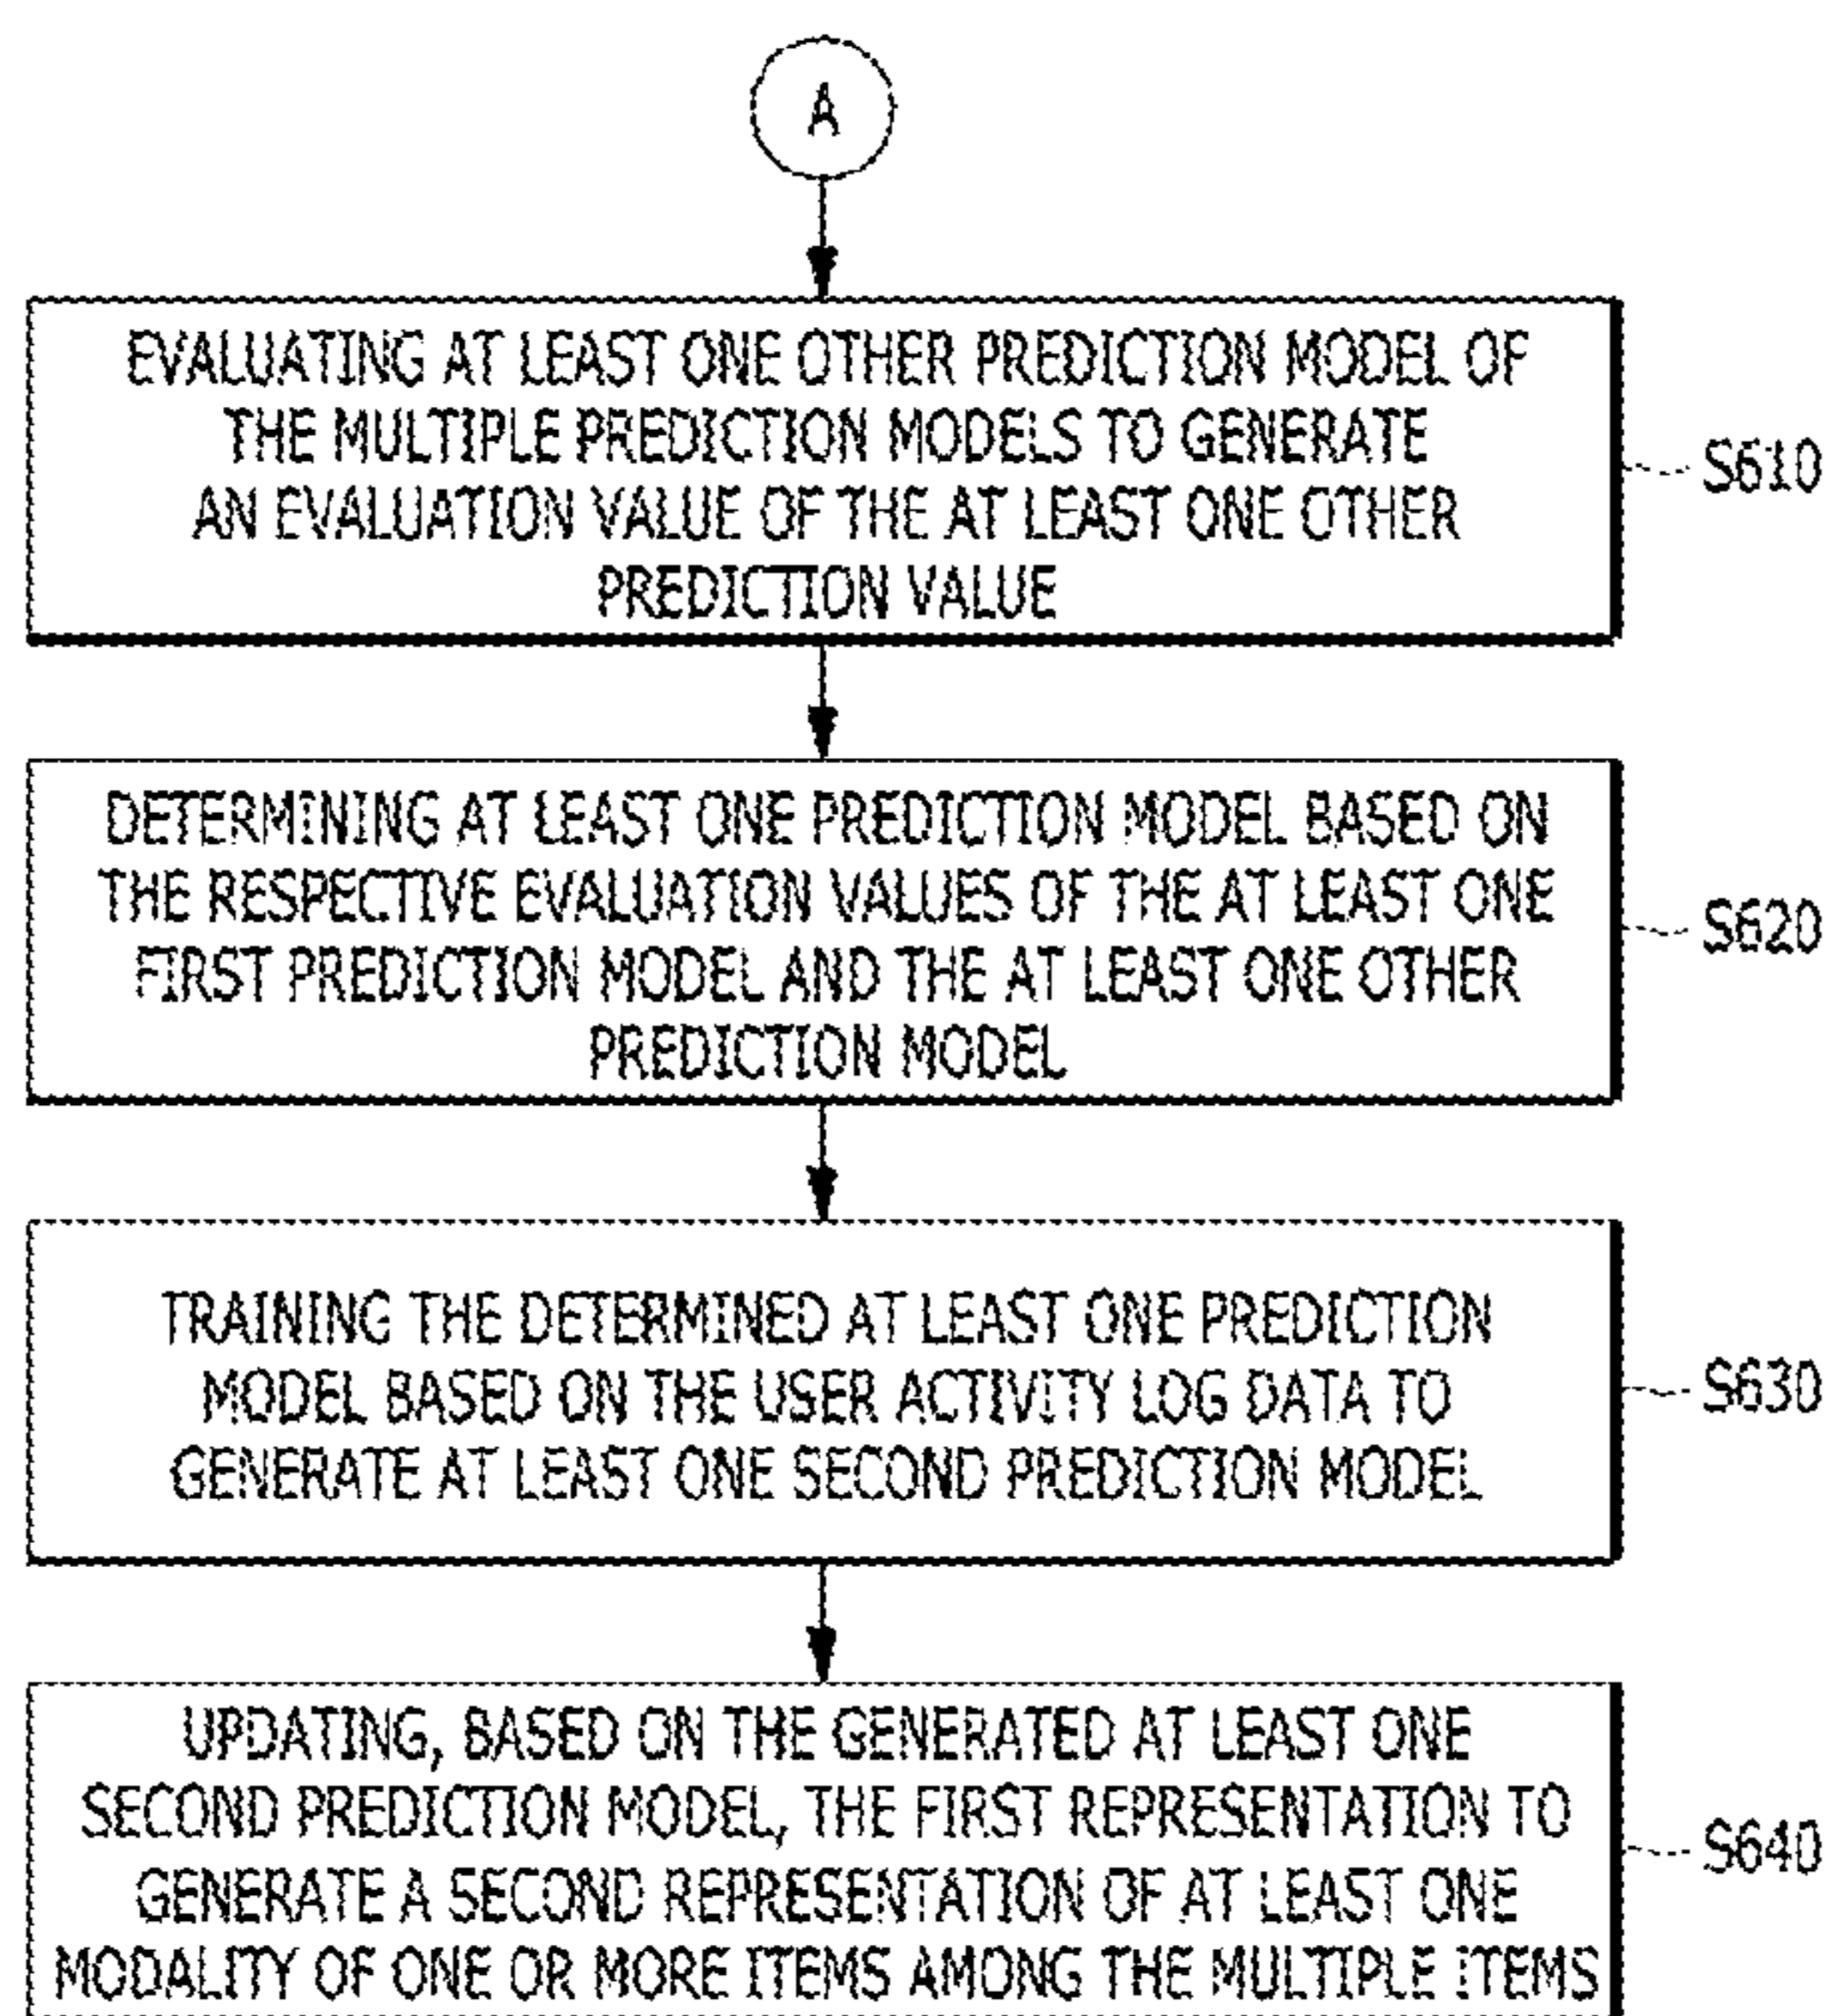 A
EVALUATING AT LEAST ONE OTHER PREDICTION MODEL OF
THE MULTIPLE PREDICTION MODELS TO GENERATE
AN EVALUATION VALUE OF THE AT LEAST ONE OTHER
PREDICTION VALUE
S610
DETERMINING AT LEAST ONE PREDICTION MODEL BASED ON
THE RESPECTIVE EVALUATION VALUES OF THE AT LEAST ONE
FIRST PREDICTION MODEL AND THE AT LEAST ONE OTHER
PREDICTION MODEL
S620
TRAINING THE DETERMINED AT LEAST ONE PREDICTION
MODEL BASED ON THE USER ACTIVITY LOG DATA TO
GENERATE AT LEAST ONE SECOND PREDICTION MODEL
S630
UPDATING, BASED ON THE GENERATED AT LEAST ONE
SECOND PREDICTION MODEL, THE FIRST REPRESENTATION TO
GENERATE A SECOND REPRESENTATION OF AT LEAST ONE
MODALITY OF ONE OR MORE ITEMS AMONG THE MULTIPLE ITEMS
S640